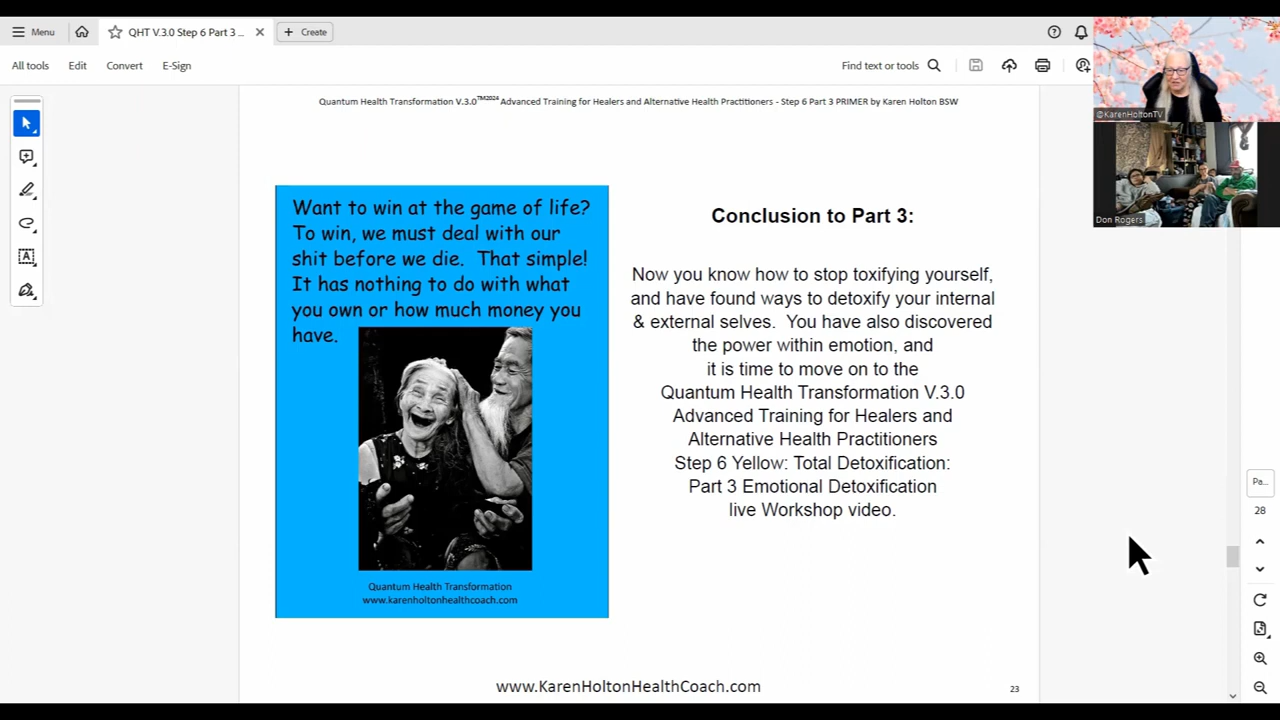 Menu
QHT V.3.0 Step 6 Part 3 ...
Create
All tools
Edit
Convert
E-Sign
Find text or tools
@KarenHoltonTV
Don Rogers
Quantum Health Transformation V.3.0™2024 Advanced Training for Healers and Alternative Health Practitioners - Step 6 Part 3 PRIMER by Karen Holton BSW
Want to win at the game of life?
To win, we must deal with our
shit before we die.  That simple!
It has nothing to do with what
you own or how much money you
have.
Quantum Health Transformation
www.karenholtonhealthcoach.com
Conclusion to Part 3:
Now you know how to stop toxifying yourself,
and have found ways to detoxify your internal
& external selves.  You have also discovered
the power within emotion, and
it is time to move on to the
Quantum Health Transformation V.3.0
Advanced Training for Healers and
Alternative Health Practitioners
Step 6 Yellow: Total Detoxification:
Part 3 Emotional Detoxification
live Workshop video.
www.KarenHoltonHealthCoach.com
23
Pa...
28